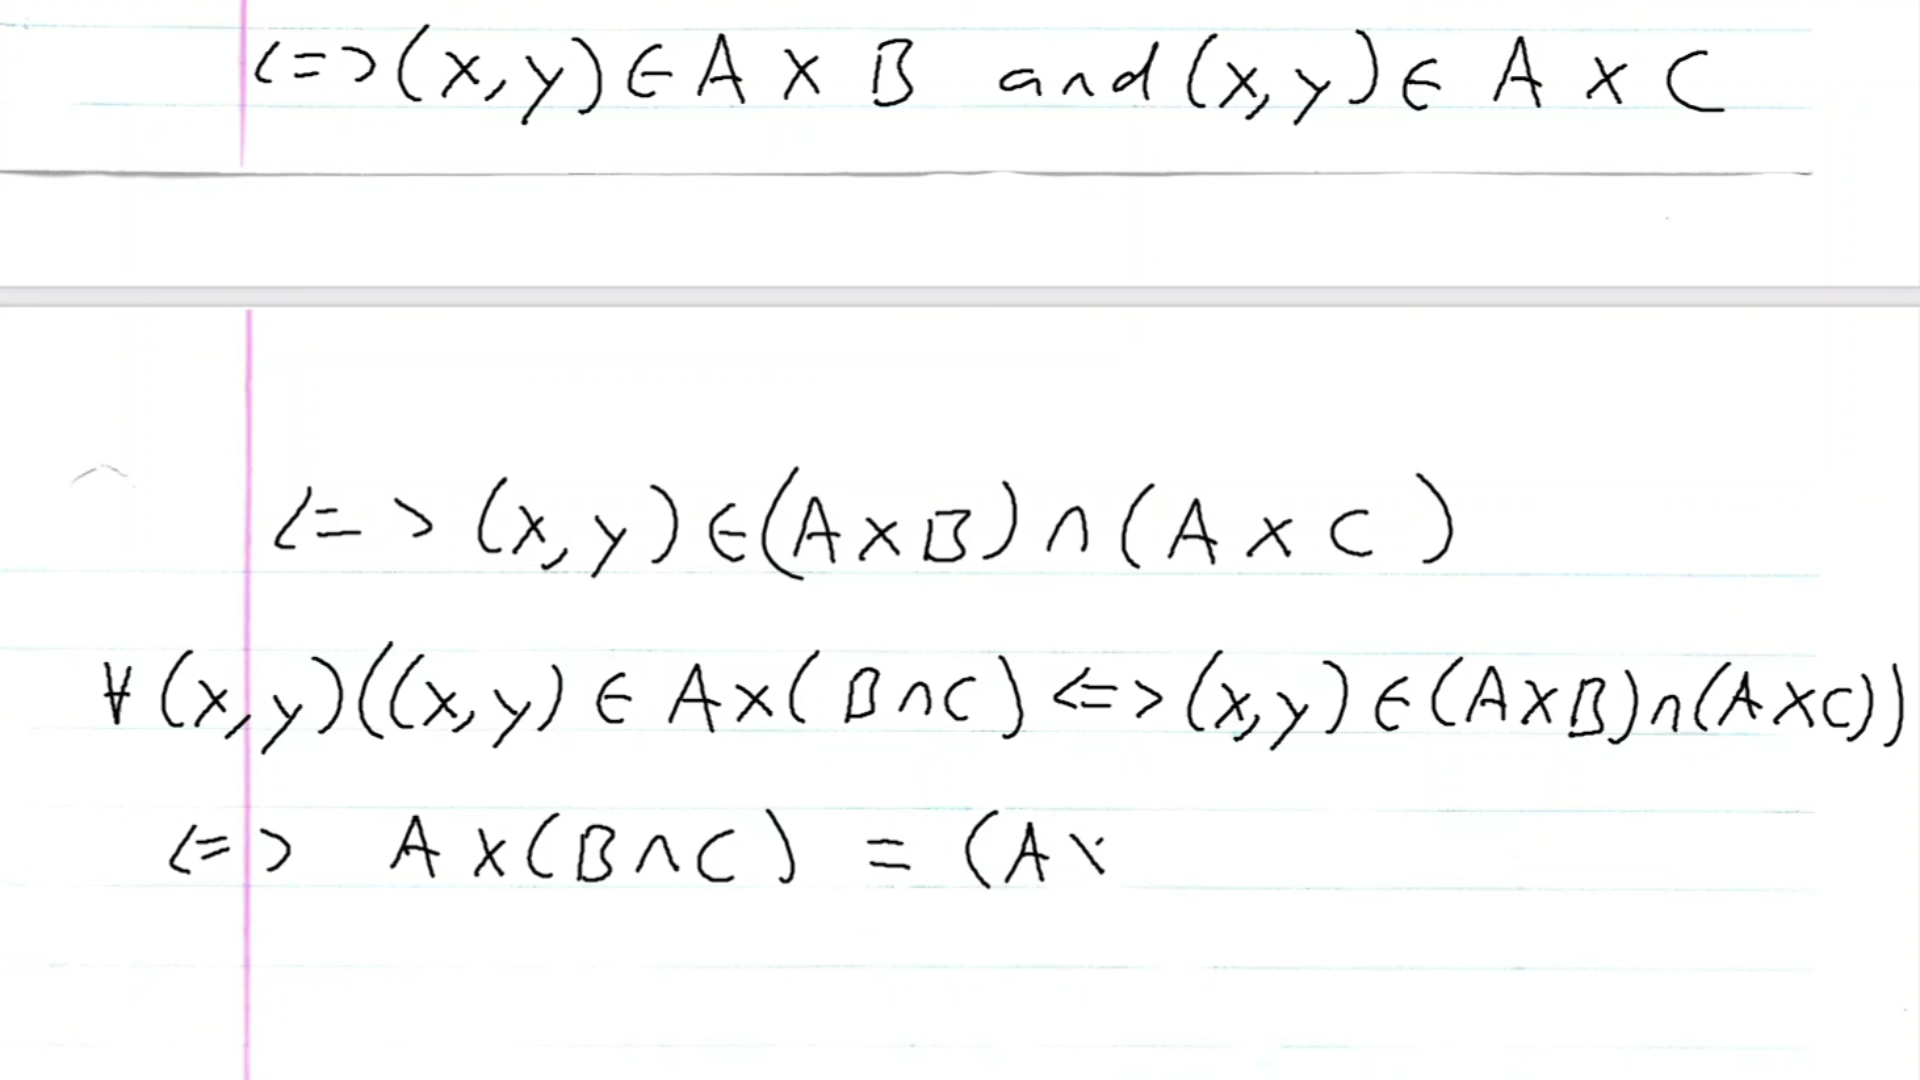 <=> (x,y) ∈ A × B and (x,y) ∈ A × C
<=> (x,y) ∈ (A×B) ∩ (A × C)
∀(x,y)((x,y) ∈ A×(B∩C) <=> (x,y) ∈ (A×B)∩(A×C))
<=> A ×(B∩C) = (A \